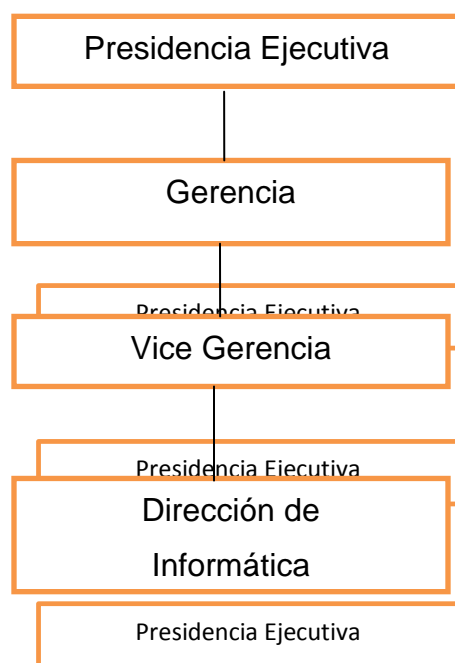 Presidencia Ejecutiva
Gerencia
Presidencia Ejecutiva
Vice Gerencia
Presidencia Ejecutiva
Dirección de
Informática
Presidencia Ejecutiva